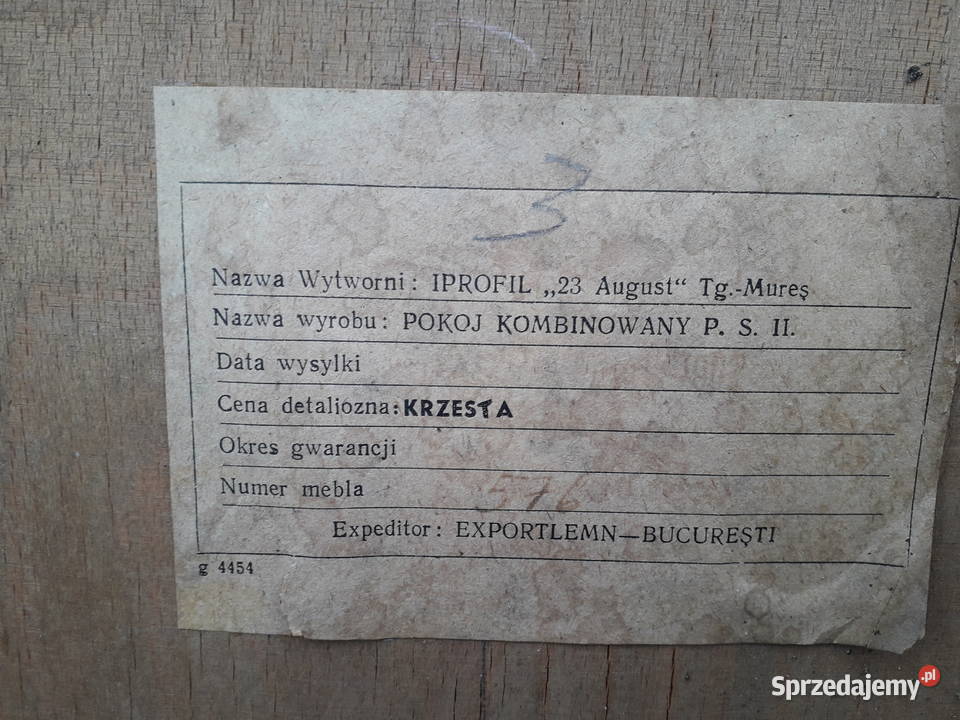 3
Nazwa Wytworni: IPROFIL „23 August“ Tg.-Mureş
Nazwa wyrobu: POKOJ KOMBINOWANY P. S. II.
Data wysylki
Cena detaliozna: KRZESTA
Okres gwarancji
Numer mebla 576
Expeditor: EXPORTLEMN—BUCUREŞTI
g 4454
Sprzedajemy.pl